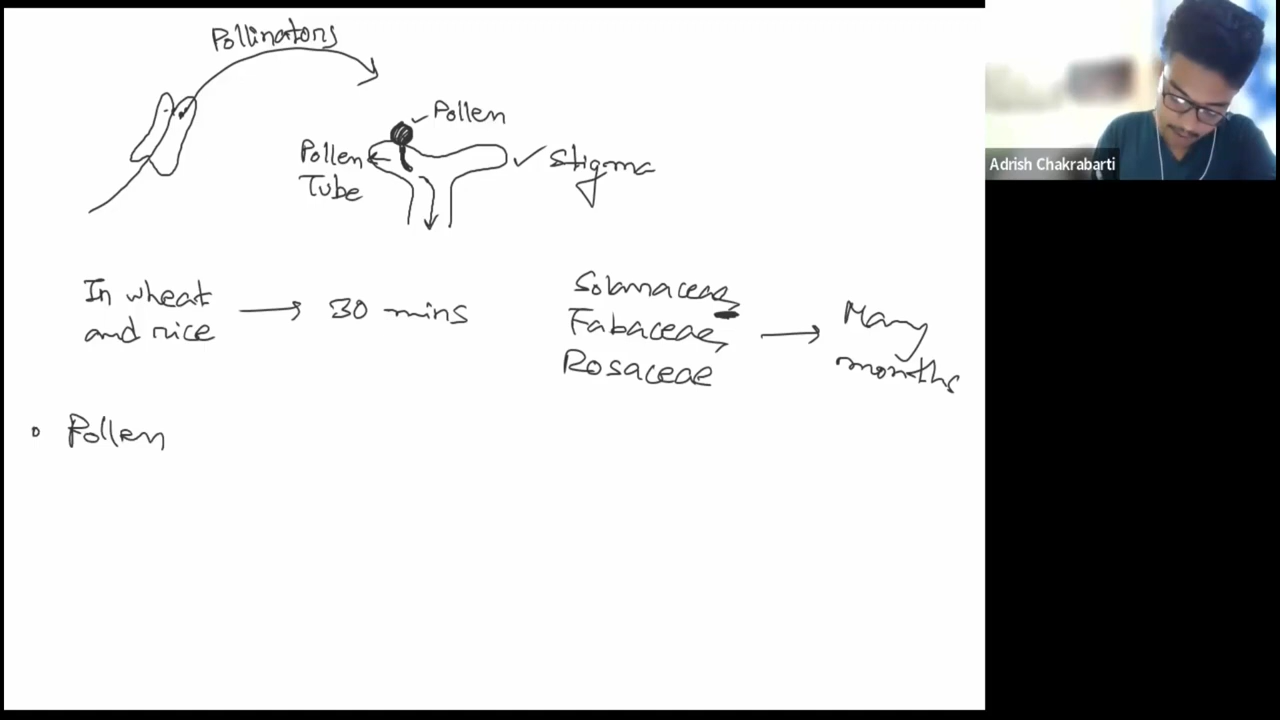 Pollinators
Pollen
Pollen
Tube
Stigma
In wheat
and rice
30 mins
Solanaceae,
Fabaceae,
Rosaceae
Many
months
Pollen
Adrish Chakrabarti